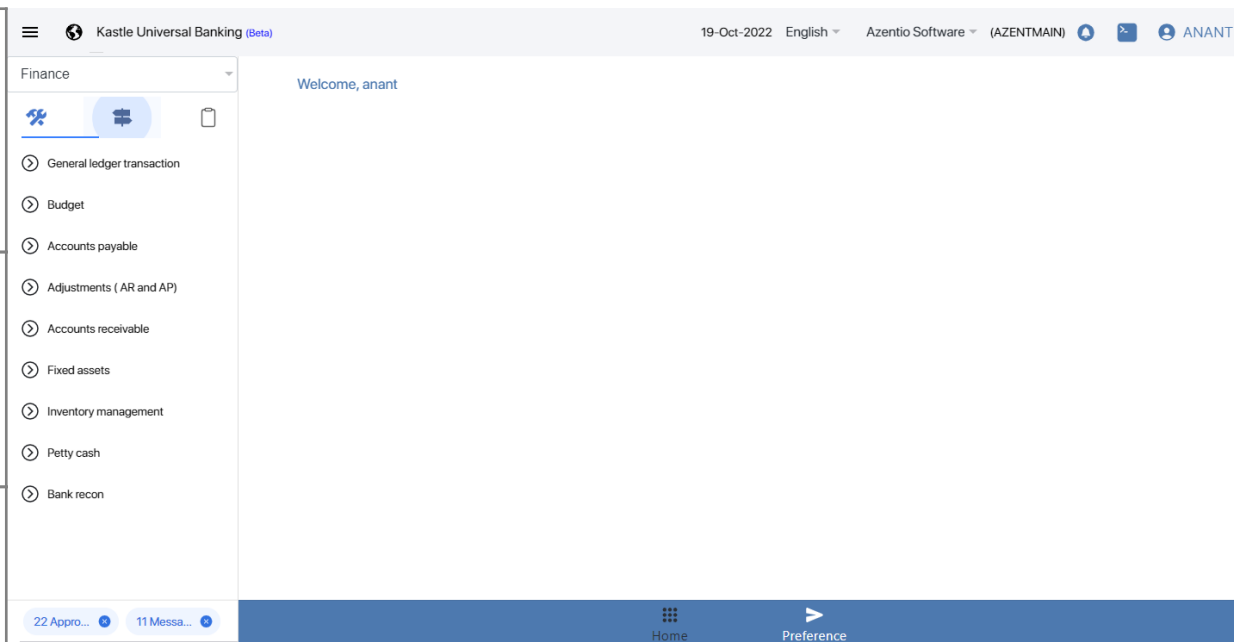 Kastle Universal Banking (Beta)
19-Oct-2022 English Azentio Software (AZENTMAIN) ANANT
Finance
Welcome, anant
General ledger transaction
Budget
Accounts payable
Adjustments ( AR and AP)
Accounts receivable
Fixed assets
Inventory management
Petty cash
Bank recon
22 Appro... 11 Messa...
Home Preference